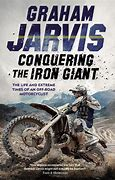 GRAHAM
JARVIS
CONQUERING
THE IRON GIANT
THE LIFE AND EXTREME
TIMES OF AN OFF-ROAD
MOTORCYCLIST